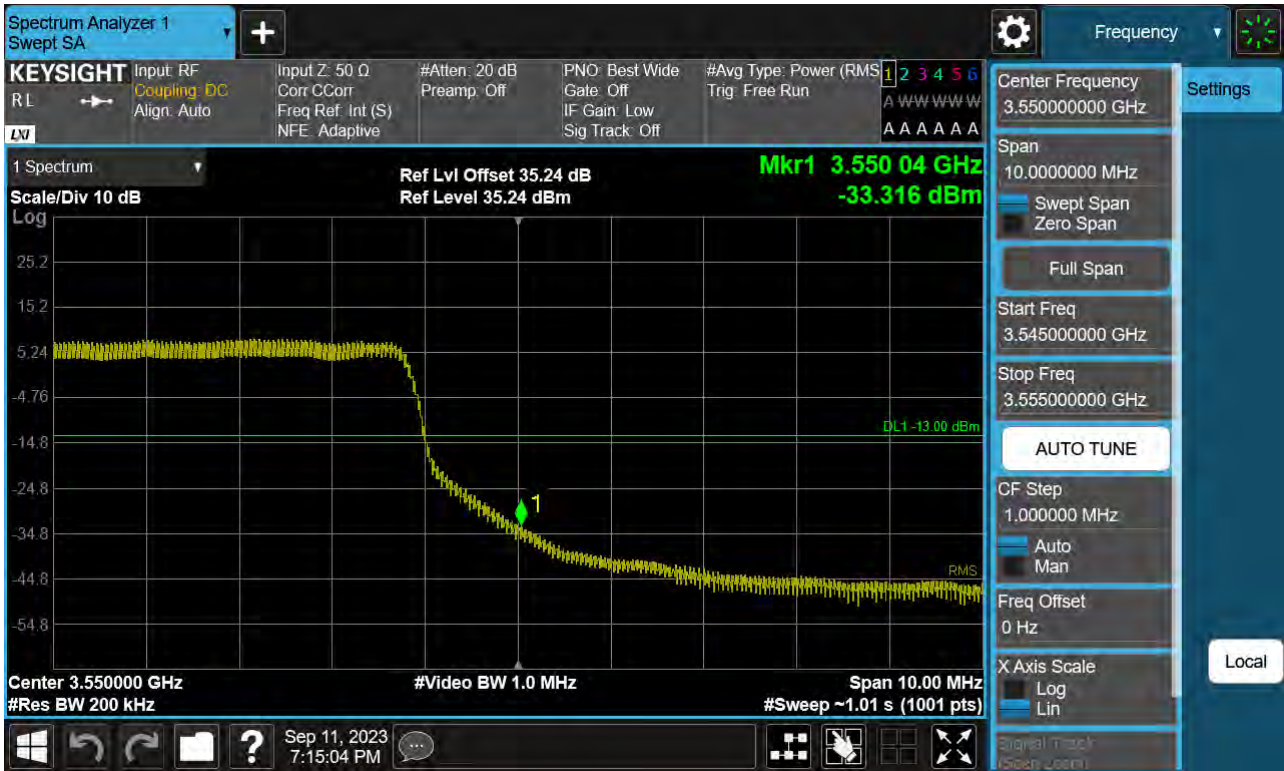 Spectrum Analyzer 1
Swept SA
+
Frequency
KEYSIGHT
RL
LXI
Input: RF
Coupling: DC
Align: Auto
Input Z: 50 Ω
Corr CCorr
Freq Ref: Int (S)
NFE: Adaptive
#Atten: 20 dB
Preamp: Off
PNO: Best Wide
Gate: Off
IF Gain: Low
Sig Track: Off
#Avg Type: Power (RMS
Trig: Free Run
1 2 3 4 5 6
A W W W W W
A A A A A A
1 Spectrum
Scale/Div 10 dB
Log
Ref Lvl Offset 35.24 dB
Ref Level 35.24 dBm
Mkr1 3.550 04 GHz
-33.316 dBm
25.2
15.2
5.24
-4.76
-14.8
-24.8
-34.8
-44.8
-54.8
DL1 -13.00 dBm
1
RMS
Center 3.550000 GHz
#Res BW 200 kHz
#Video BW 1.0 MHz
Span 10.00 MHz
#Sweep ~1.01 s (1001 pts)
Center Frequency
3.550000000 GHz
Settings
Span
10.0000000 MHz
Swept Span
Zero Span
Full Span
Start Freq
3.545000000 GHz
Stop Freq
3.555000000 GHz
AUTO TUNE
CF Step
1.000000 MHz
Auto
Man
Freq Offset
0 Hz
X Axis Scale
Log
Lin
Local
Signal Track
(Span Zoom)
?
Sep 11, 2023
7:15:04 PM